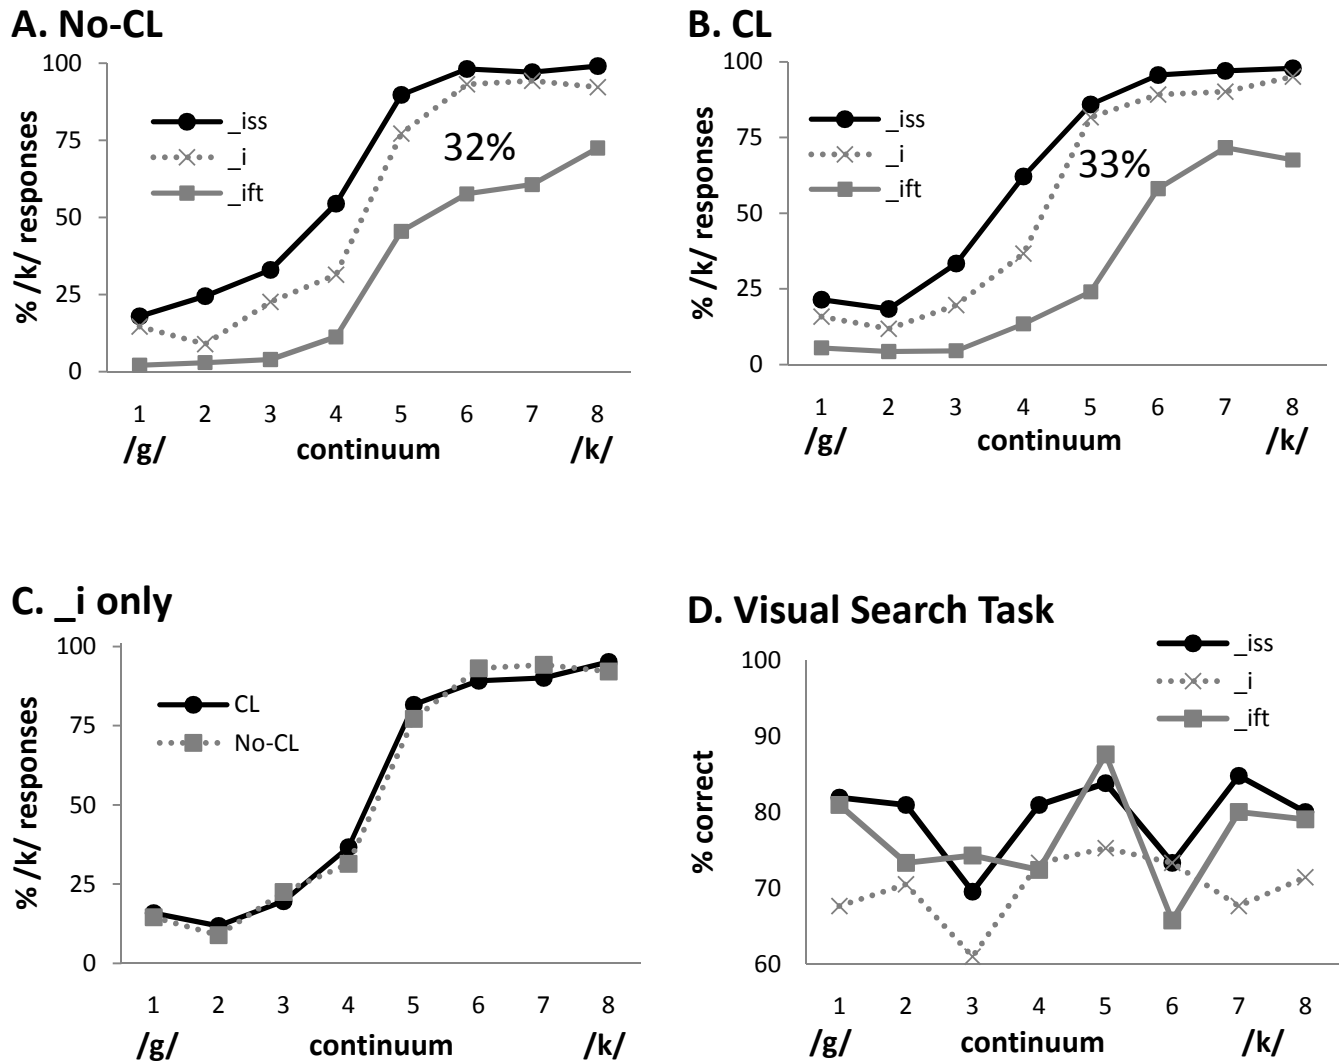 A. No-CL
% /k/ responses
100
75
50
25
0
_iss
_i
_ift
32%
1 2 3 4 5 6 7 8
/g/ continuum /k/
B. CL
% /k/ responses
100
75
50
25
0
_iss
_i
_ift
33%
1 2 3 4 5 6 7 8
/g/ continuum /k/
C. _i only
% /k/ responses
100
75
50
25
0
CL
No-CL
1 2 3 4 5 6 7 8
/g/ continuum /k/
D. Visual Search Task
% correct
100
90
80
70
60
_iss
_i
_ift
1 2 3 4 5 6 7 8
/g/ continuum /k/